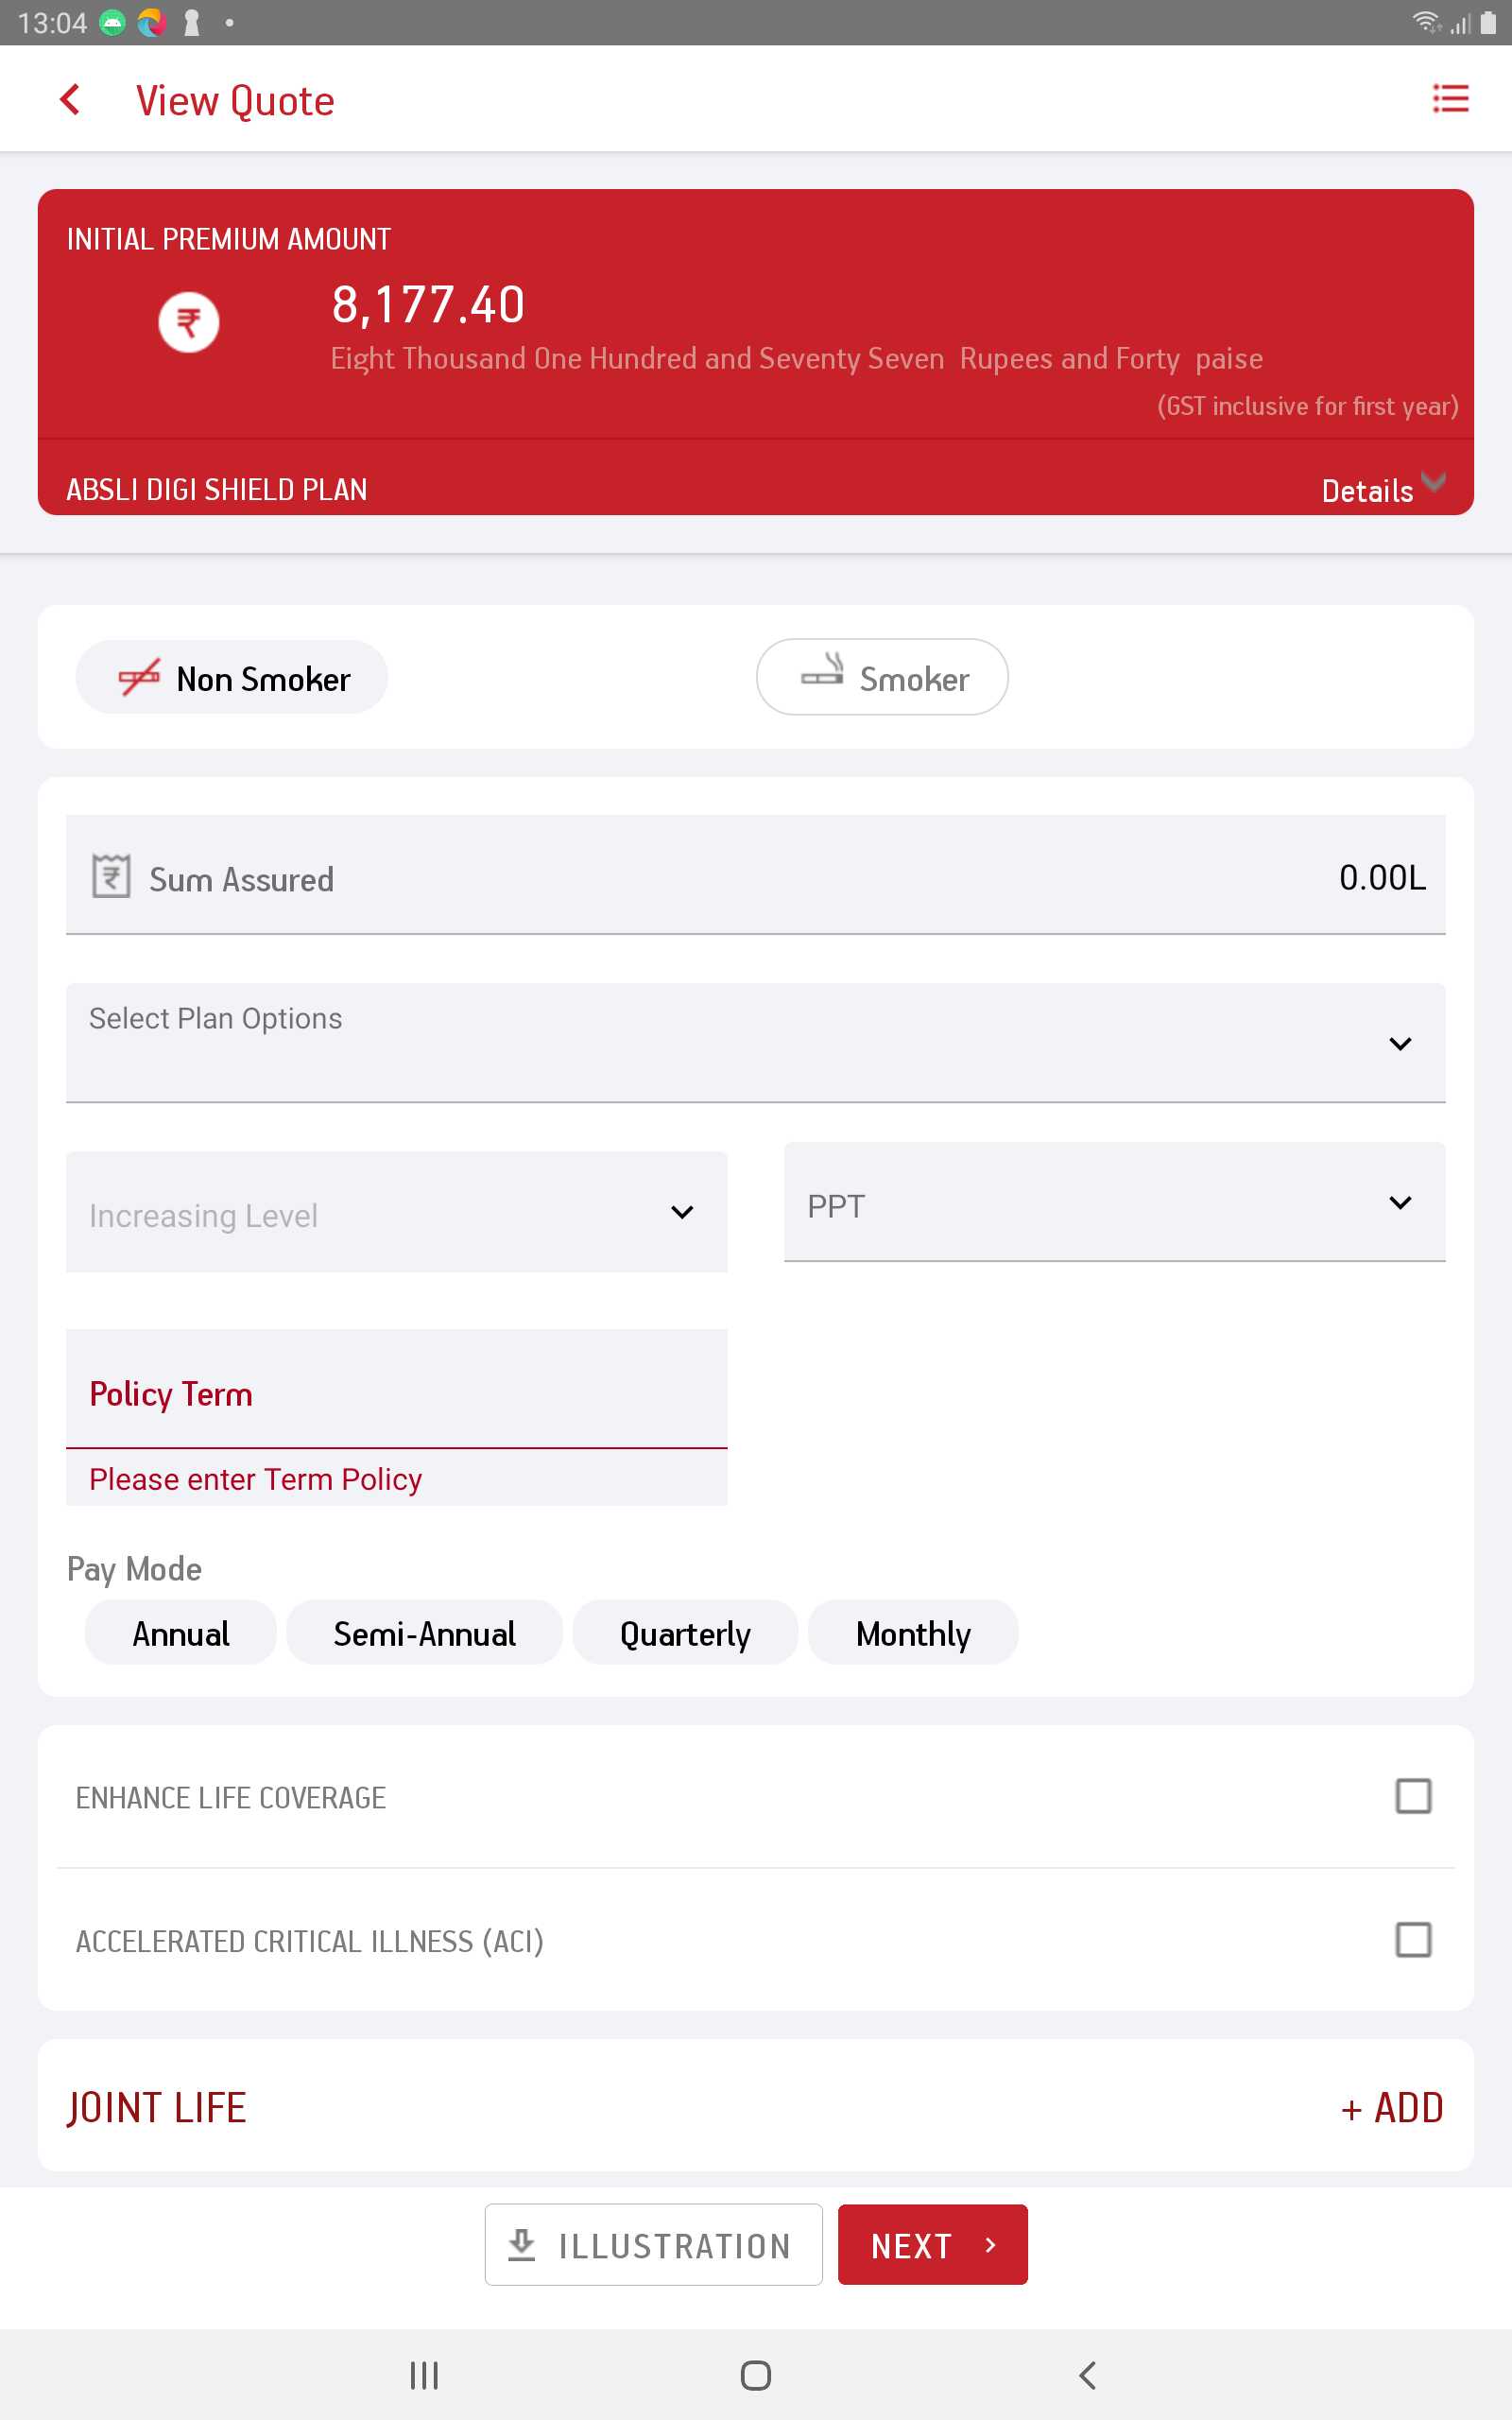 13:04
View Quote
INITIAL PREMIUM AMOUNT
₹
8,177.40
Eight Thousand One Hundred and Seventy Seven  Rupees and Forty  paise
(GST inclusive for first year)
ABSLI DIGI SHIELD PLAN
Details
Non Smoker
Smoker
₹ Sum Assured
0.00L
Select Plan Options
Increasing Level
PPT
Policy Term
Please enter Term Policy
Pay Mode
Annual
Semi-Annual
Quarterly
Monthly
ENHANCE LIFE COVERAGE
ACCELERATED CRITICAL ILLNESS (ACI)
JOINT LIFE
+ ADD
ILLUSTRATION
NEXT